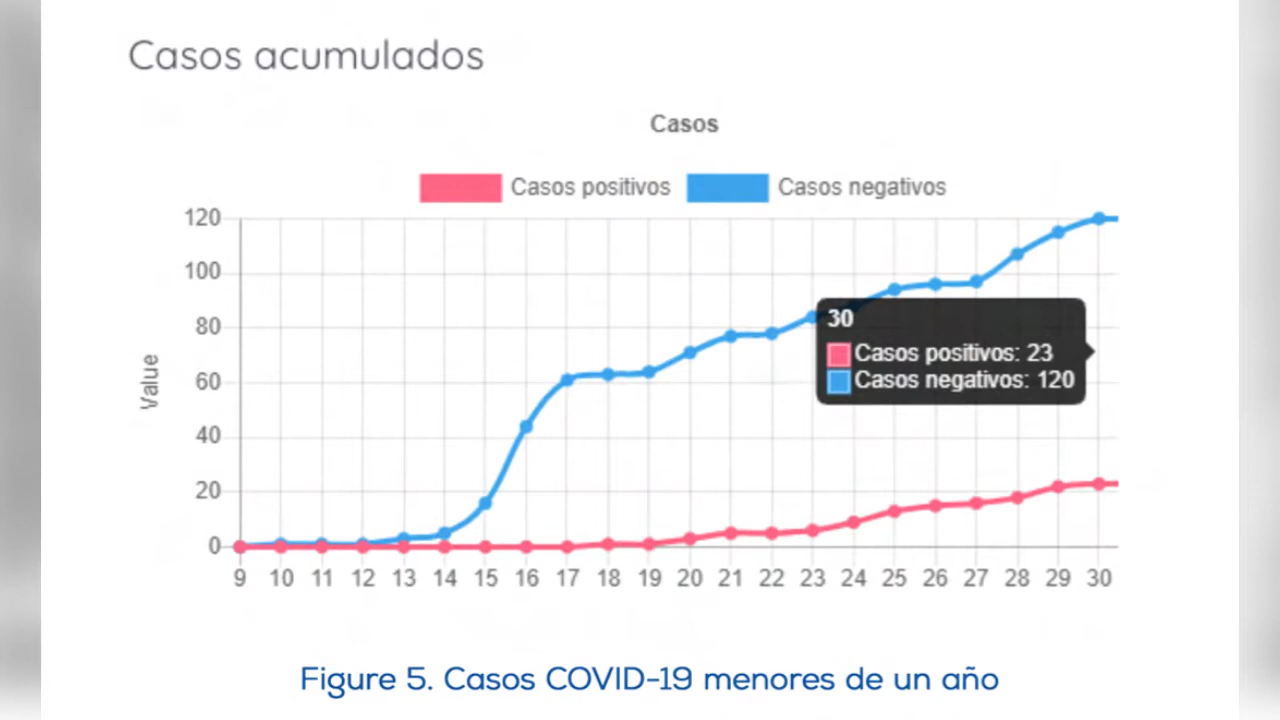 Casos acumulados
Casos
Casos positivos Casos negativos
120
100
80
60
40
20
0
Value
30
Casos positivos: 23
Casos negativos: 120
9 10 11 12 13 14 15 16 17 18 19 20 21 22 23 24 25 26 27 28 29 30
Figure 5. Casos COVID-19 menores de un año